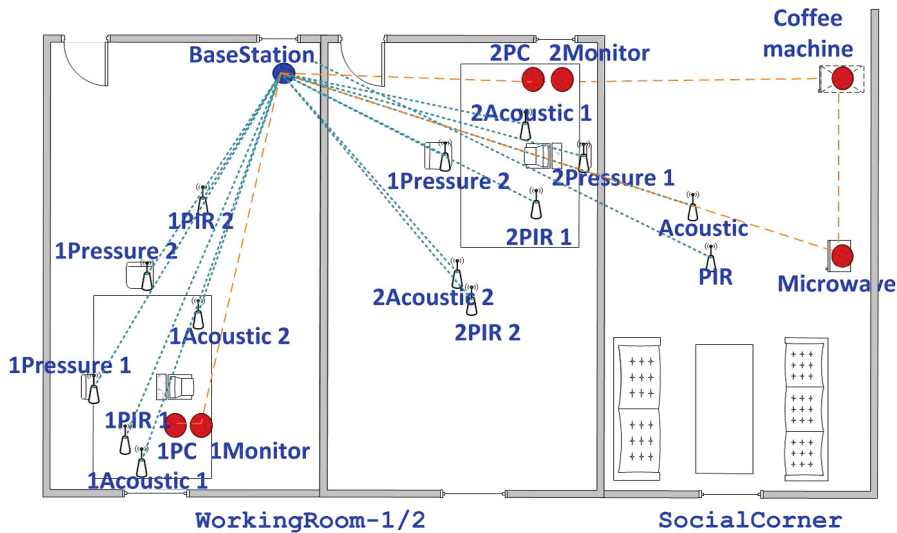 Coffee
machine
BaseStation
2PC
2Monitor
2Acoustic 1
1Pressure 2
2Pressure 1
1PIR 2
Acoustic
2PIR 1
1Pressure 2
PIR
Microwave
2Acoustic 2
2PIR 2
1Acoustic 2
1Pressure 1
1PIR 1
1PC
1Monitor
1Acoustic 1
WorkingRoom-1/2
SocialCorner